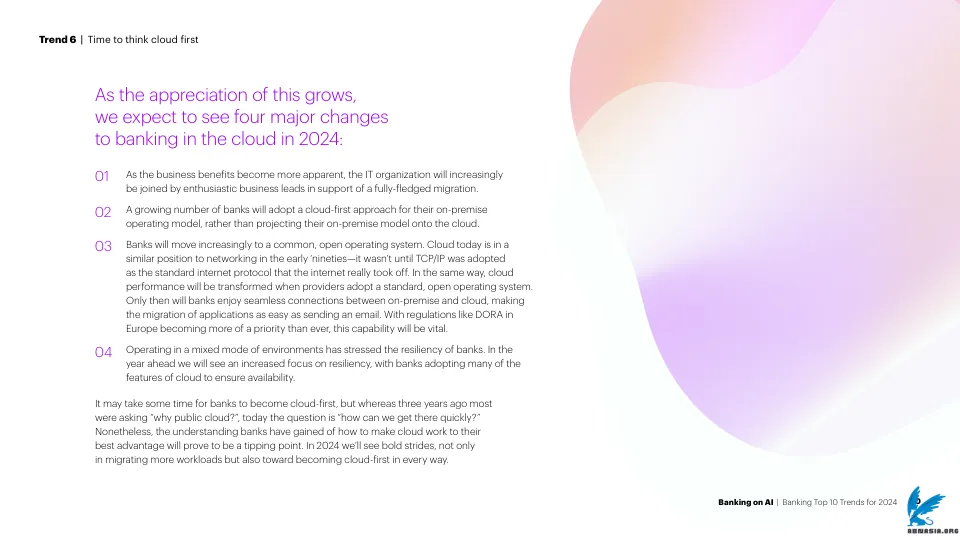 Trend 6 | Time to think cloud first
As the appreciation of this grows,
we expect to see four major changes
to banking in the cloud in 2024:
01 As the business benefits become more apparent, the IT organization will increasingly
be joined by enthusiastic business leads in support of a fully-fledged migration.
02 A growing number of banks will adopt a cloud-first approach for their on-premise
operating model, rather than projecting their on-premise model onto the cloud.
03 Banks will move increasingly to a common, open operating system. Cloud today is in a
similar position to networking in the early ’nineties—it wasn’t until TCP/IP was adopted
as the standard internet protocol that the internet really took off. In the same way, cloud
performance will be transformed when providers adopt a standard, open operating system.
Only then will banks enjoy seamless connections between on-premise and cloud, making
the migration of applications as easy as sending an email. With regulations like DORA in
Europe becoming more of a priority than ever, this capability will be vital.
04 Operating in a mixed mode of environments has stressed the resiliency of banks. In the
year ahead we will see an increased focus on resiliency, with banks adopting many of the
features of cloud to ensure availability.
It may take some time for banks to become cloud-first, but whereas three years ago most
were asking “why public cloud?”, today the question is “how can we get there quickly?”
Nonetheless, the understanding banks have gained of how to make cloud work to their
best advantage will prove to be a tipping point. In 2024 we’ll see bold strides, not only
in migrating more workloads but also toward becoming cloud-first in every way.
Banking on AI | Banking Top 10 Trends for 2024